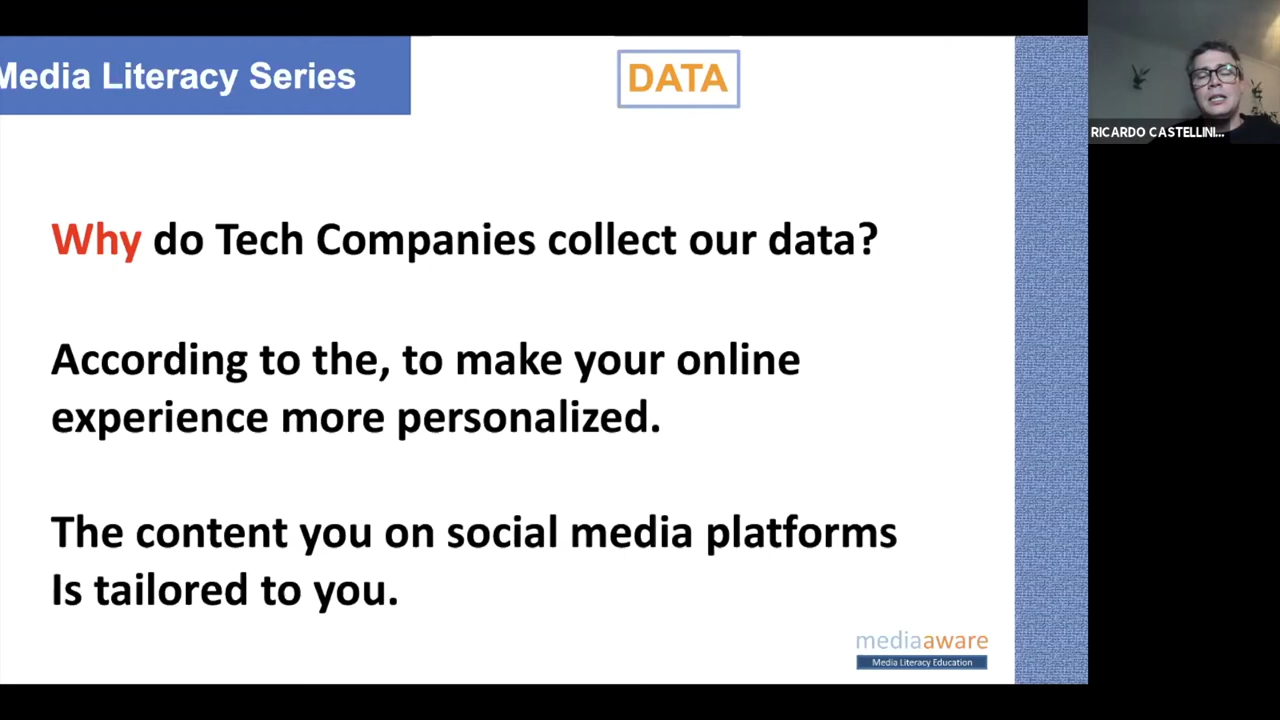 Media Literacy Series
DATA
RICARDO CASTELLINI...
Why do Tech Companies collect our data?
According to the, to make your online
experience more personalized.
The content you on social media platforms
Is tailored to you.
mediaaware
Media Literacy Education